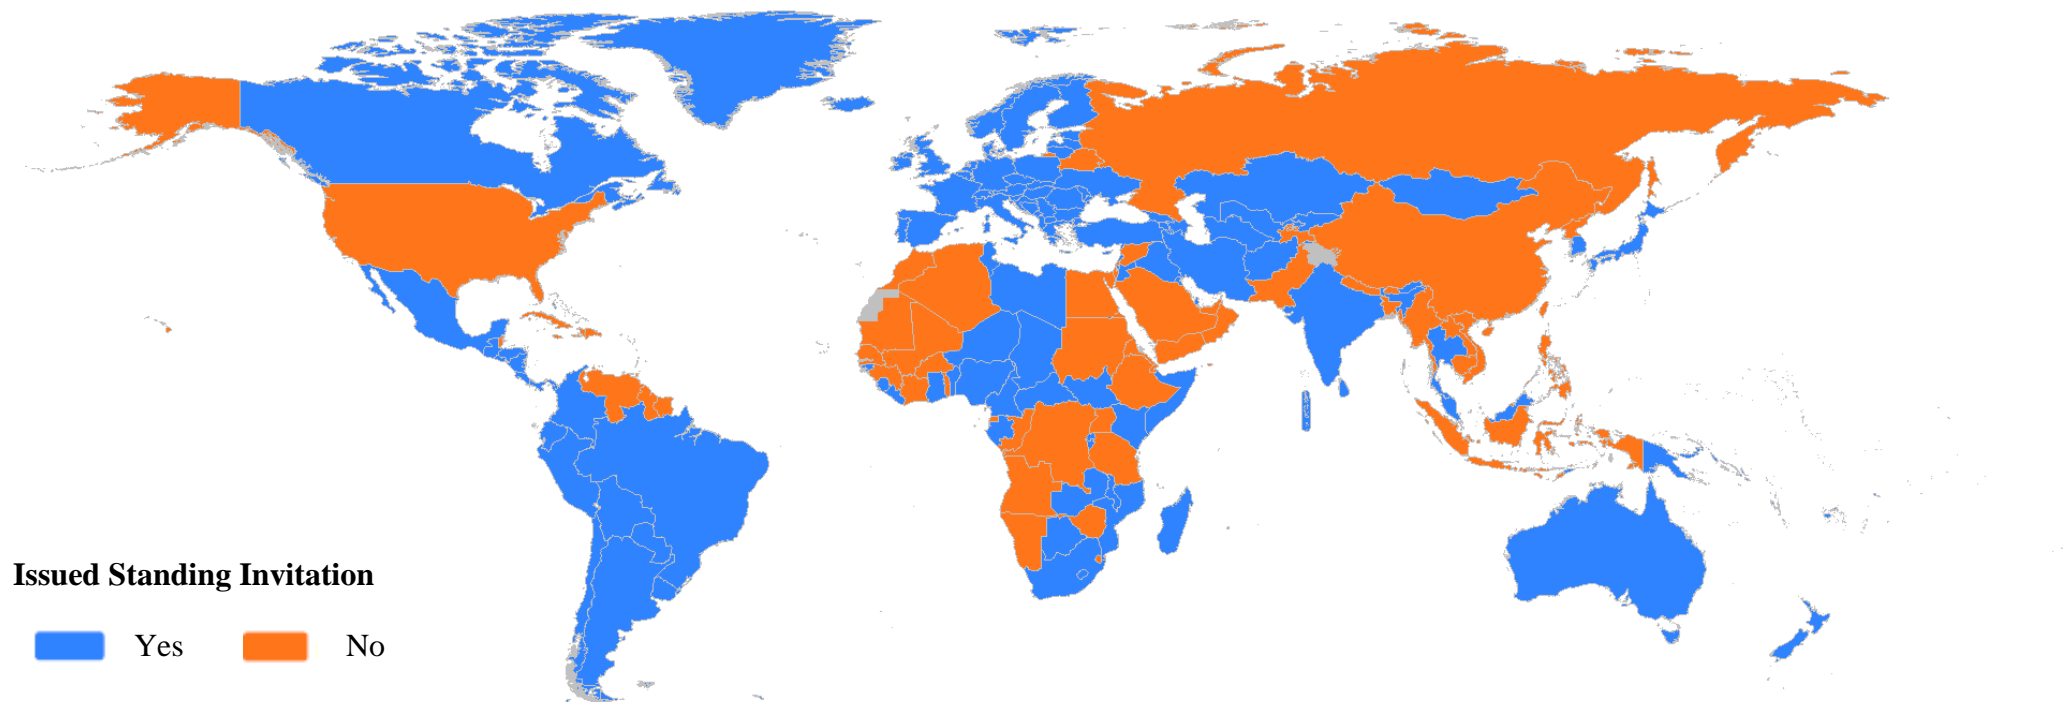 Issued Standing Invitation
Yes No